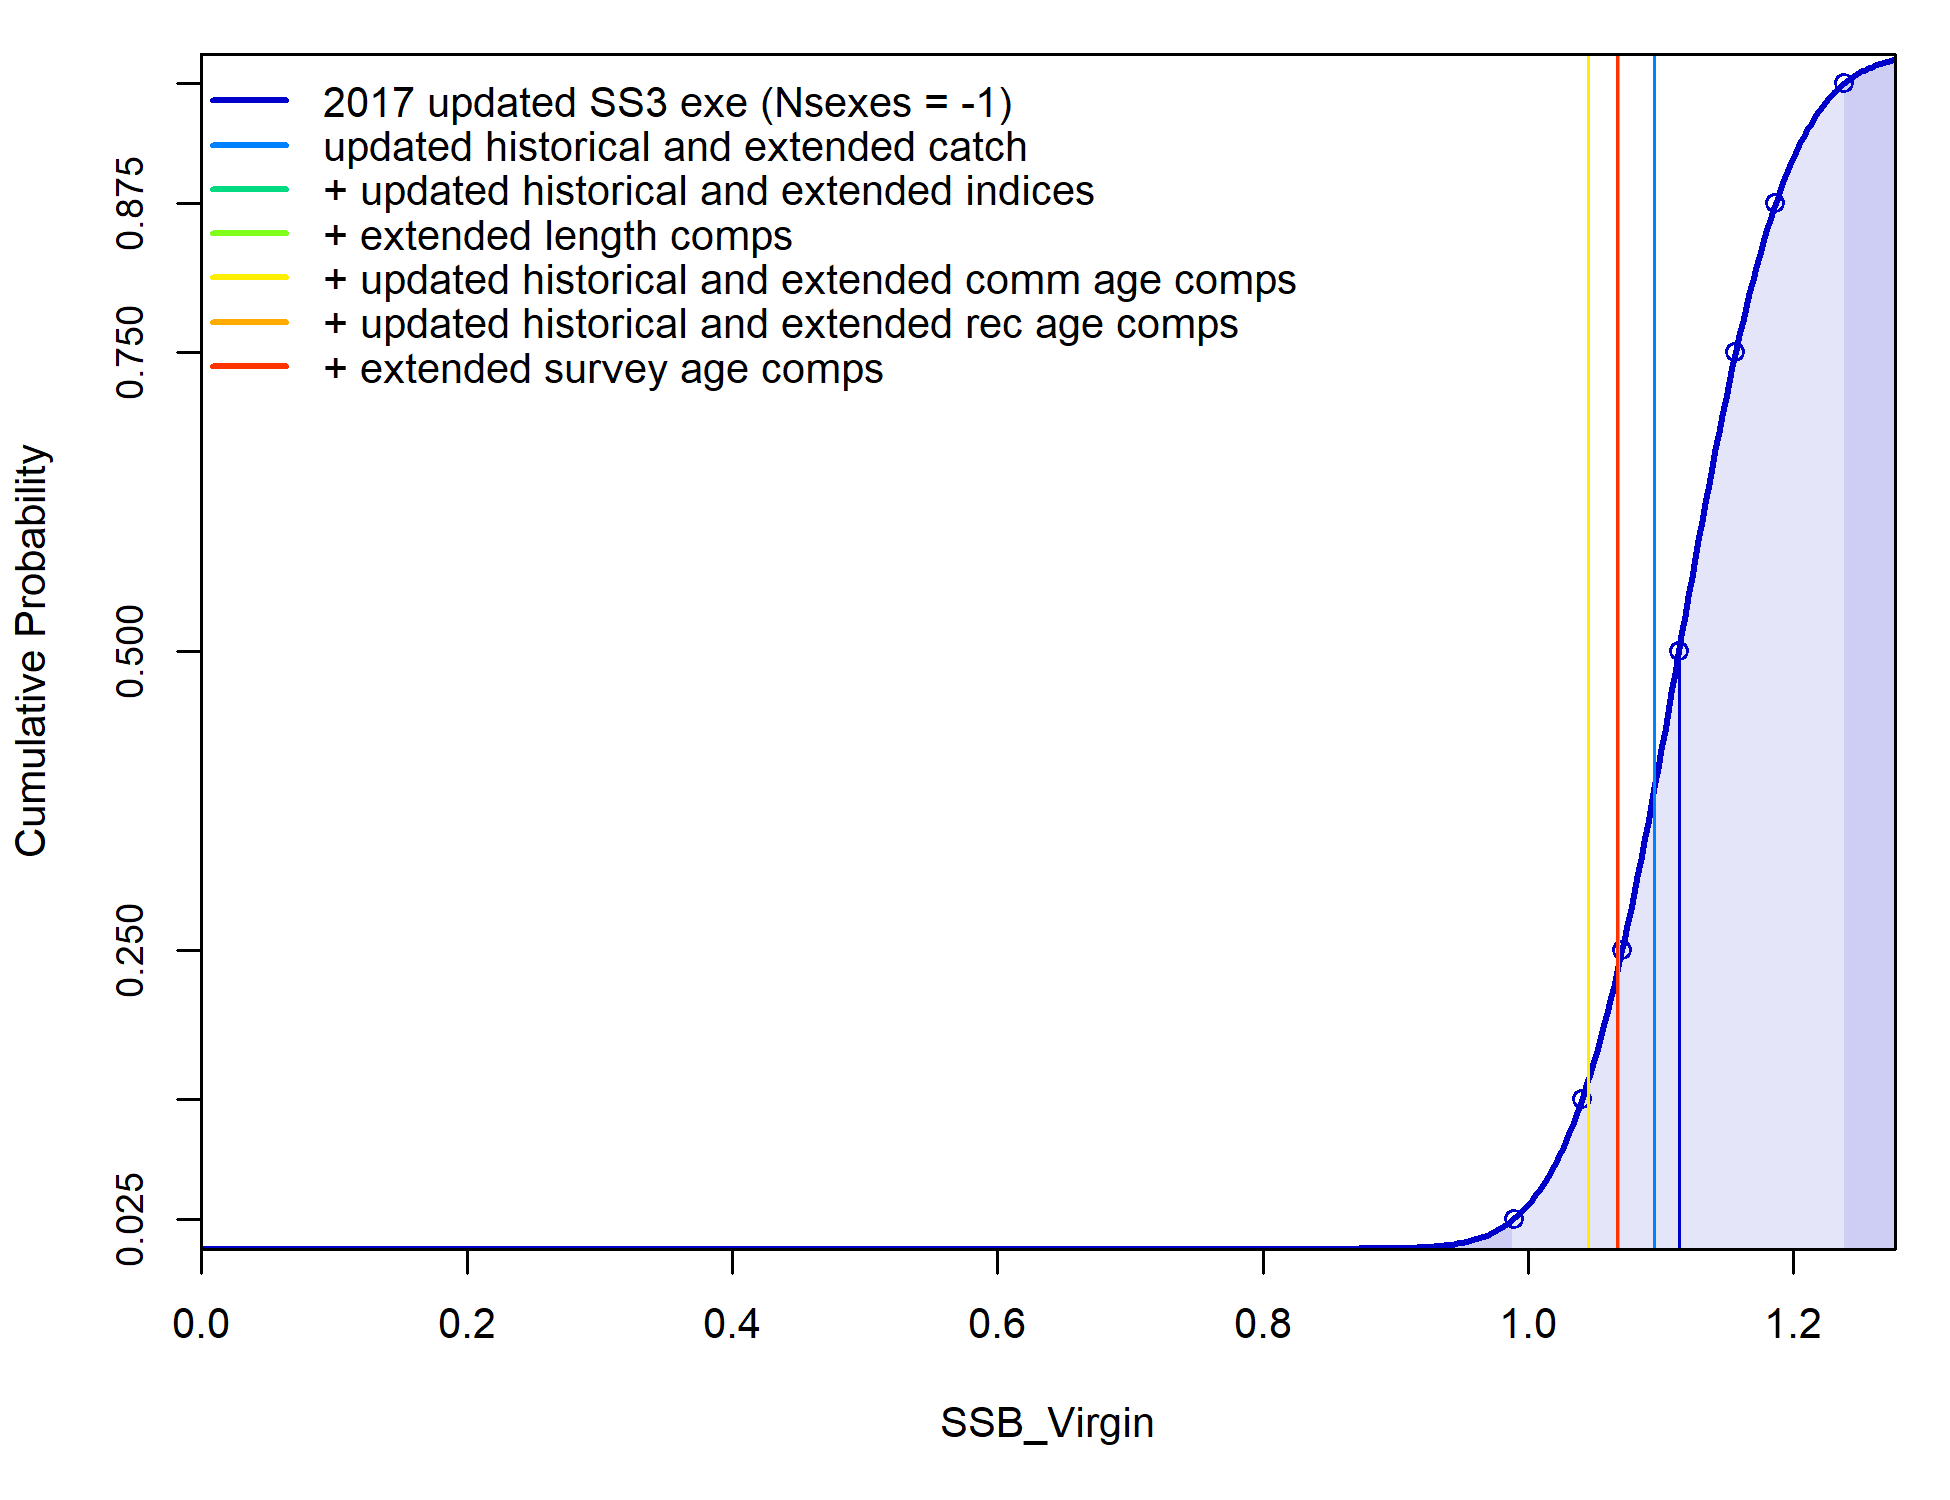 2017 updated SS3 exe (Nsexes = -1)
updated historical and extended catch
+ updated historical and extended indices
+ extended length comps
+ updated historical and extended comm age comps
+ updated historical and extended rec age comps
+ extended survey age comps
Cumulative Probability
0.875
0.750
0.500
0.250
0.025
0.0 0.2 0.4 0.6 0.8 1.0 1.2
SSB_Virgin